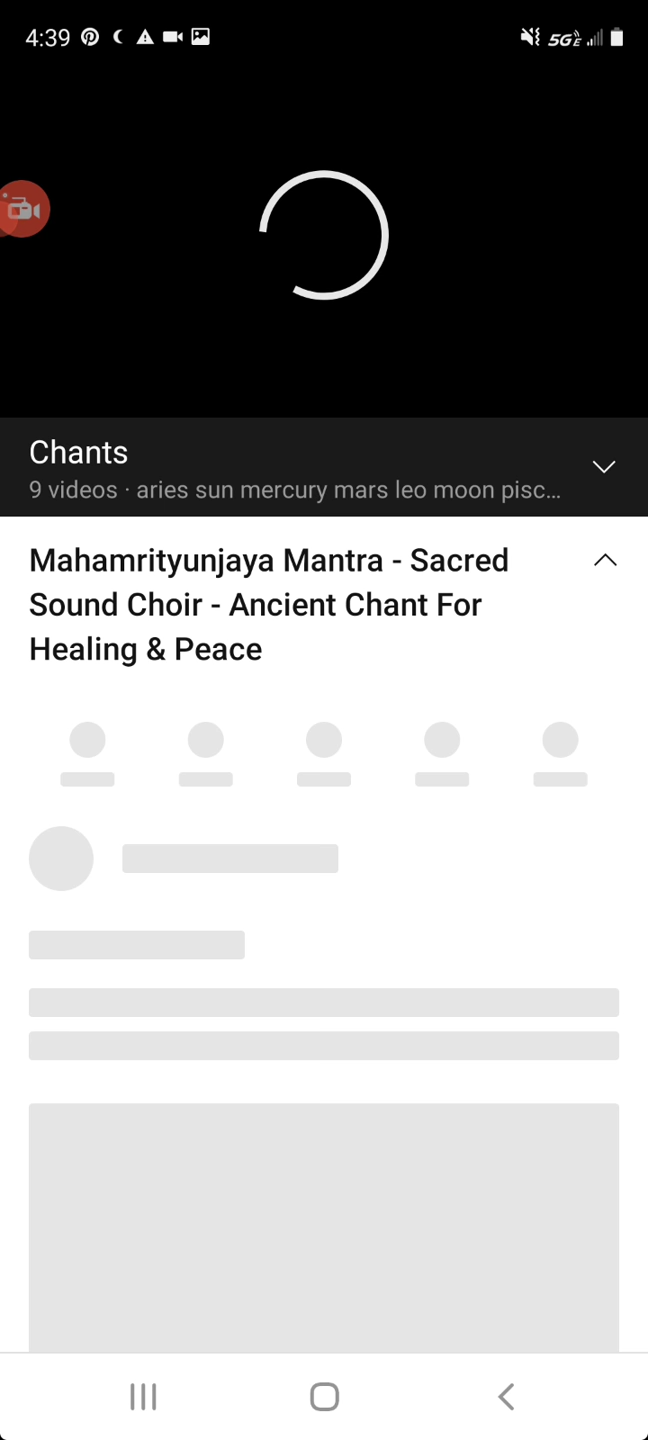 4:39
5GE
Chants
9 videos · aries sun mercury mars leo moon pisc...
Mahamrityunjaya Mantra - Sacred
Sound Choir - Ancient Chant For
Healing & Peace